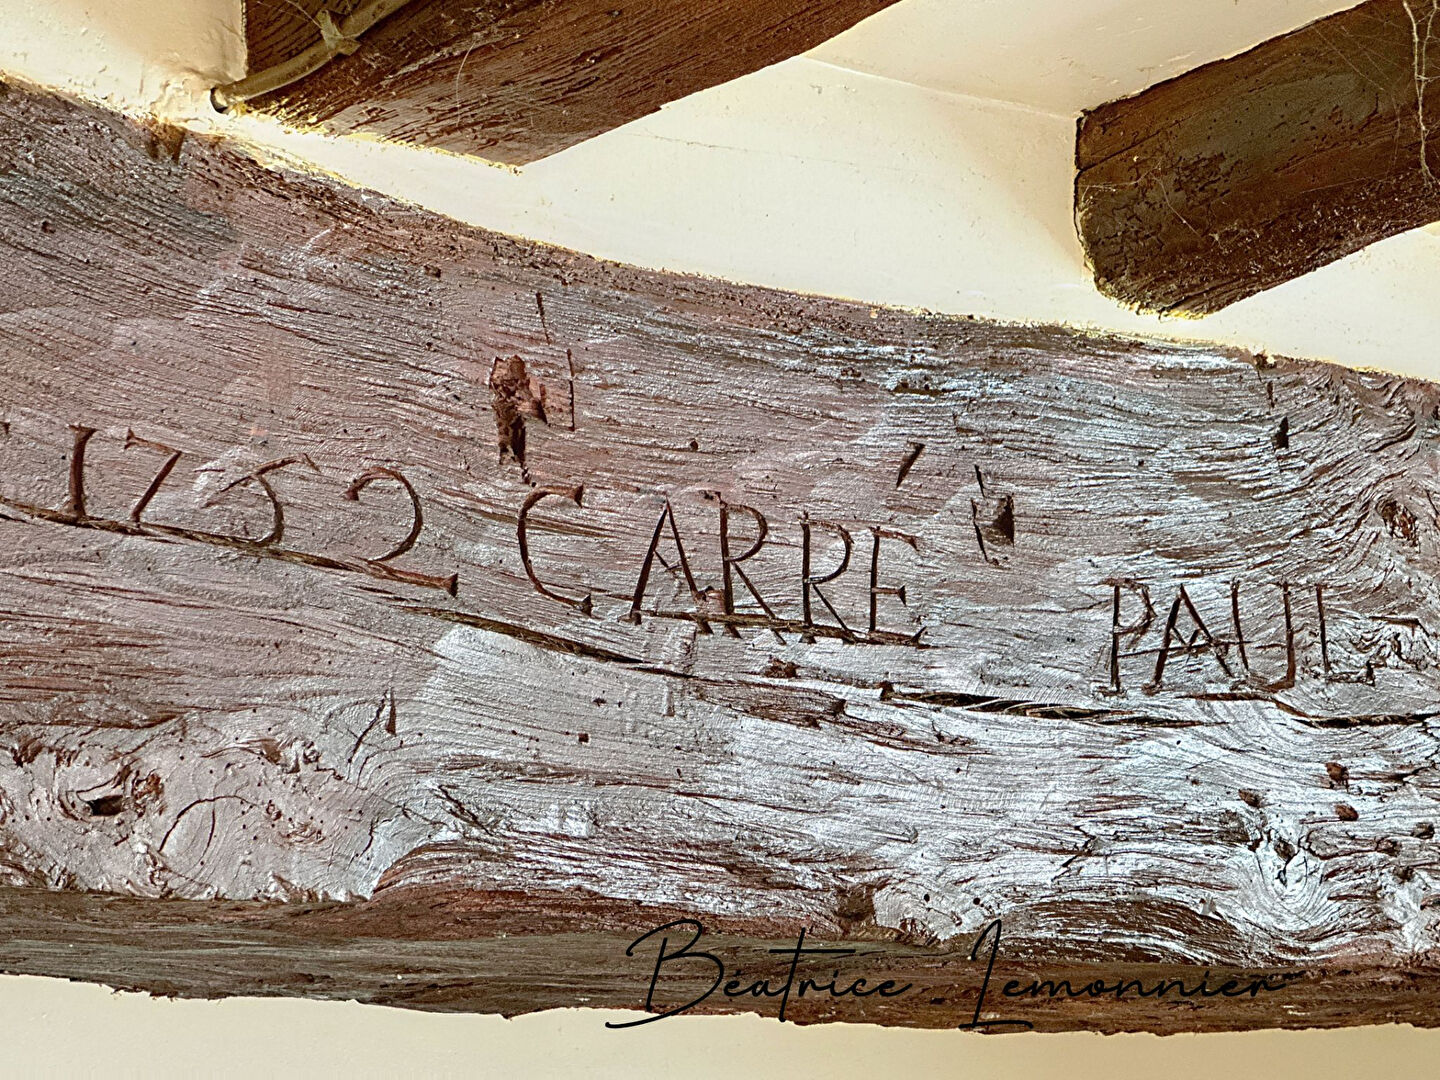 1752 CARRÉ PAUL
Béatrice Lemonnier